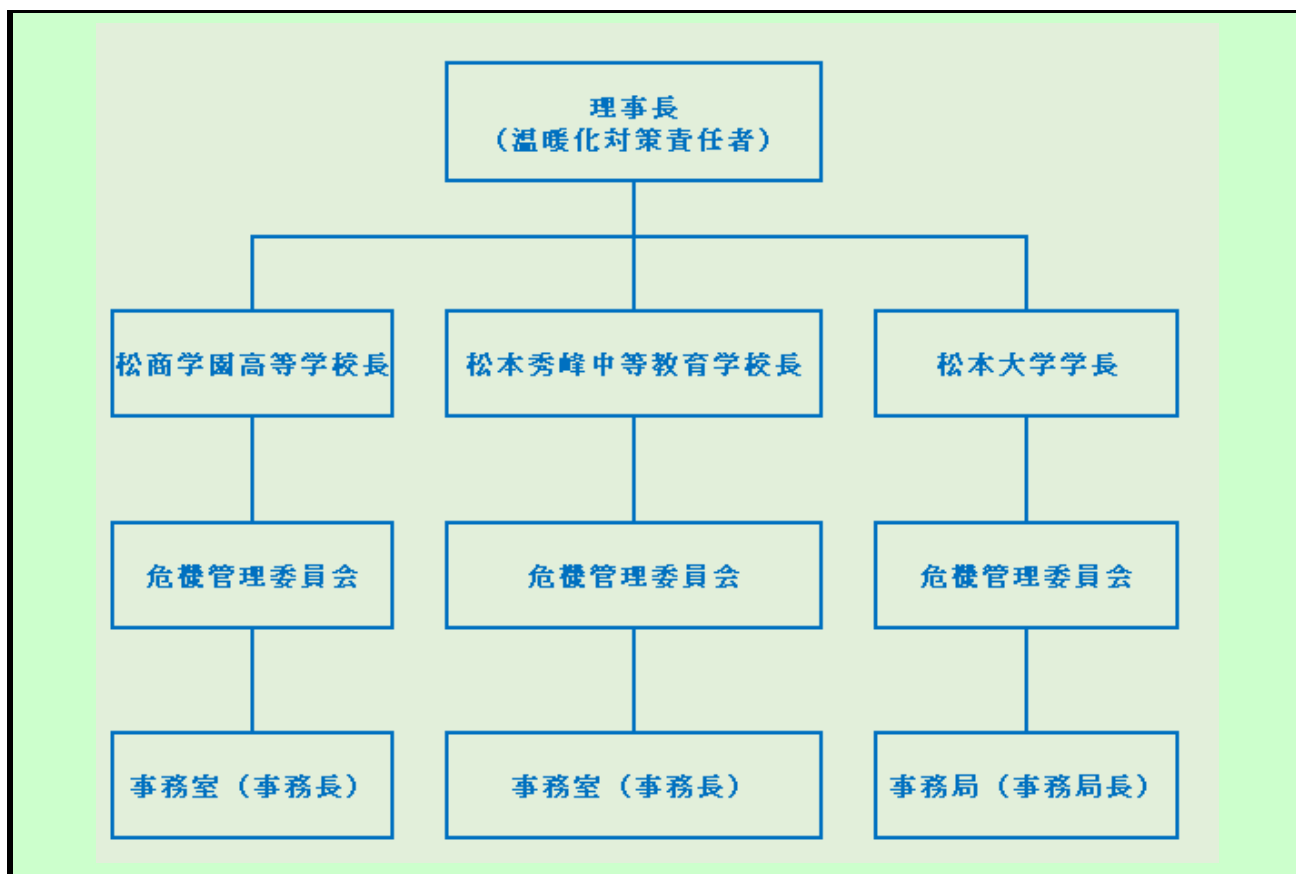 理事長
（温暖化対策責任者）
松商学園高等学校長
松本秀峰中等教育学校長
松本大学学長
危機管理委員会
危機管理委員会
危機管理委員会
事務室（事務長）
事務室（事務長）
事務局（事務局長）